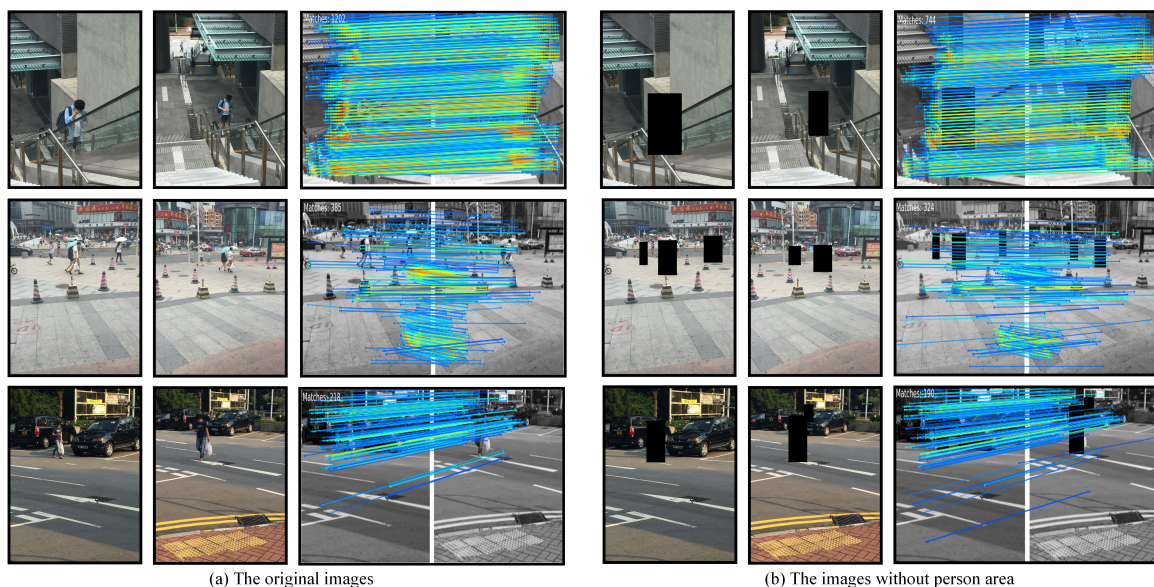 Matches: 1202
Matches: 744
Matches: 385
Matches: 324
Matches: 218
Matches: 190
(a) The original images
(b) The images without person area